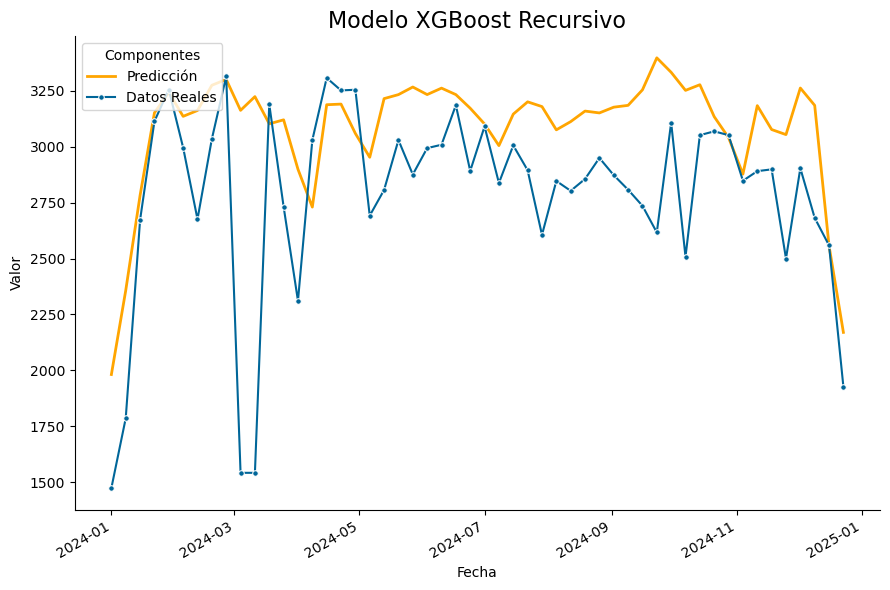 Modelo XGBoost Recursivo
Componentes
Predicción
Datos Reales
Valor
3250
3000
2750
2500
2250
2000
1750
1500
2024-01
2024-03
2024-05
2024-07
2024-09
2024-11
2025-01
Fecha